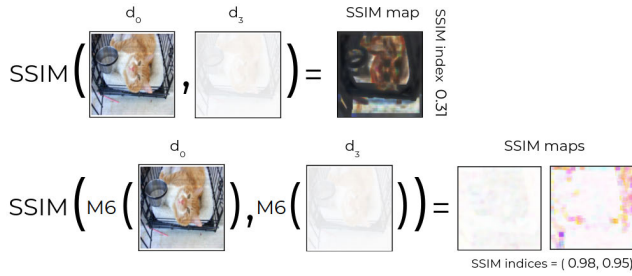 d₀ d₃ SSIM map
SSIM( , )=
SSIM index 0.31
d₀ d₃ SSIM maps
SSIM(M6( ),M6( ))=
SSIM indices = ( 0.98, 0.95)